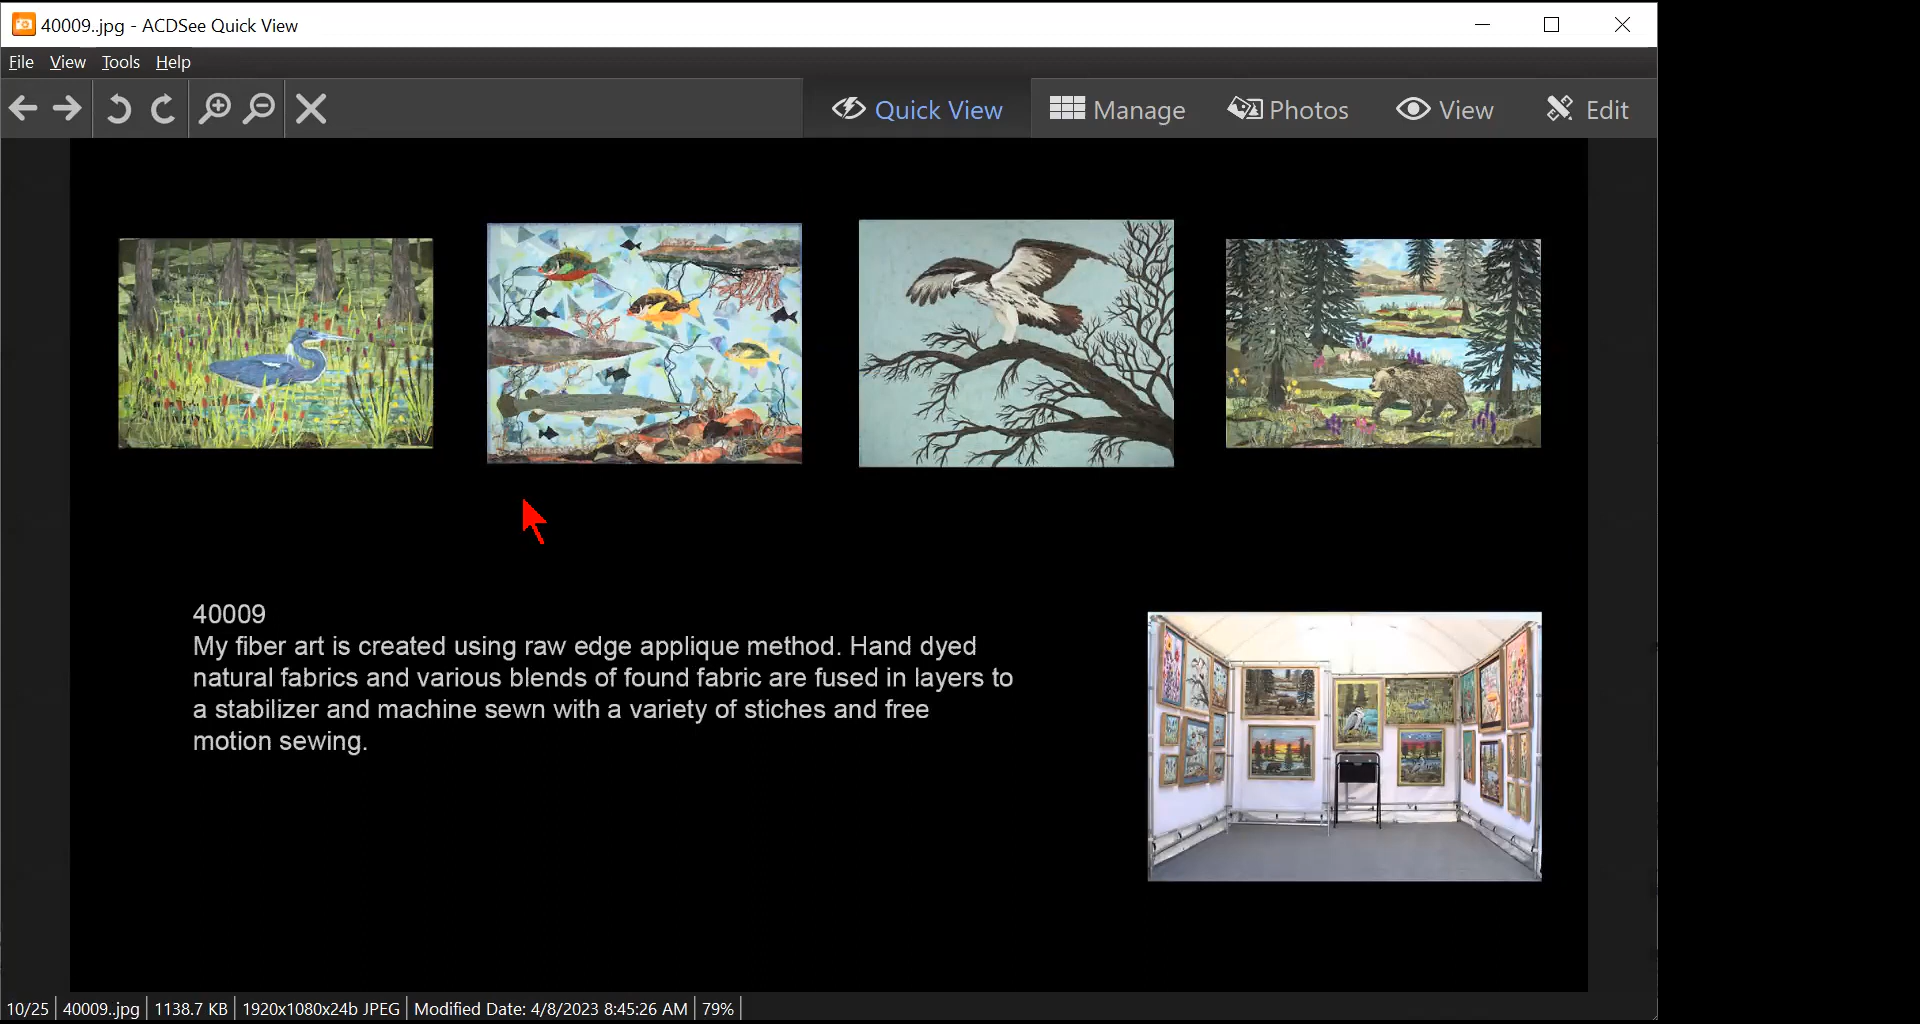 40009..jpg - ACDSee Quick View
File View Tools Help
Quick View Manage Photos View Edit
40009
My fiber art is created using raw edge applique method. Hand dyed
natural fabrics and various blends of found fabric are fused in layers to
a stabilizer and machine sewn with a variety of stiches and free
motion sewing.
10/25 40009..jpg 1138.7 KB 1920x1080x24b JPEG Modified Date: 4/8/2023 8:45:26 AM 79%